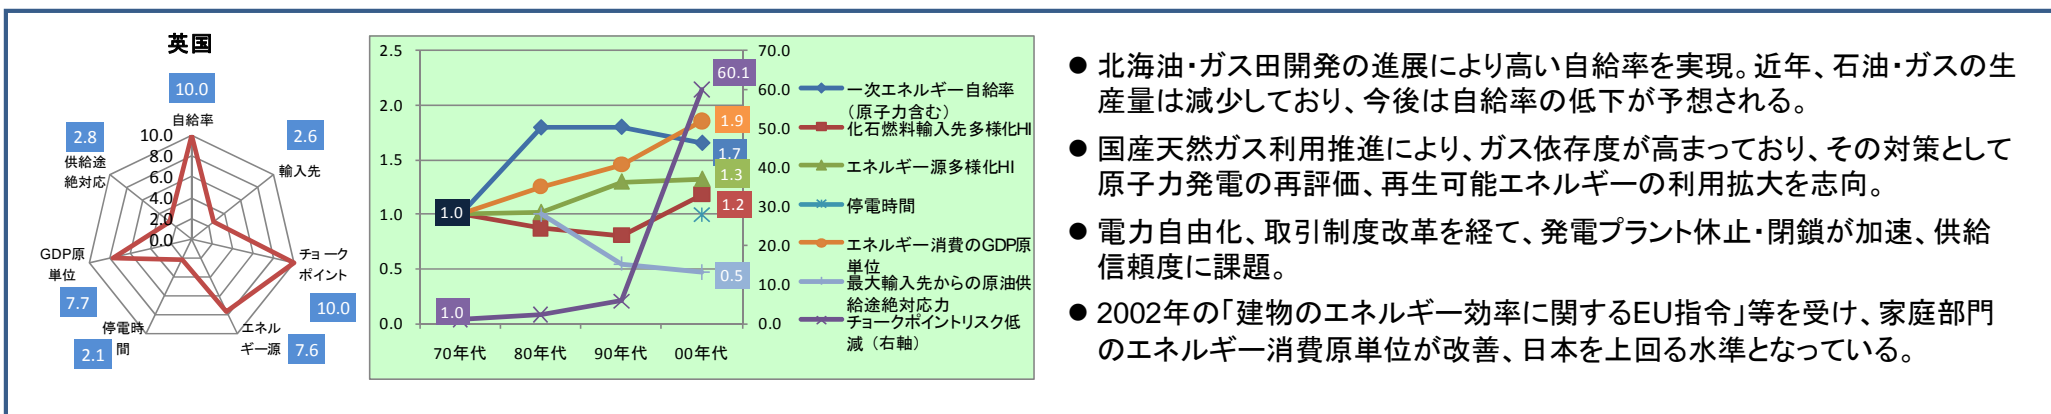 英国
10.0
自給率
2.8
2.6
供給途
絶対応
輸入先
10.0
8.0
6.0
4.0
2.0
0.0
GDP原
単位
チョーク
ポイント
7.7
10.0
停電時
間
エネル
ギー源
2.1
7.6
2.5
2.0
1.5
1.0
0.5
0.0
70.0
60.0
50.0
40.0
30.0
20.0
10.0
0.0
60.1
1.9
1.7
1.3
1.2
0.5
1.0
1.0
70年代
80年代
90年代
00年代
一次エネルギー自給率
(原子力含む)
化石燃料輸入先多様化HI
エネルギー源多様化HI
停電時間
エネルギー消費のGDP原
単位
最大輸入先からの原油供
給途絶対応力
チョークポイントリスク低
減(右軸)
● 北海油・ガス田開発の進展により高い自給率を実現。近年、石油・ガスの生
産量は減少しており、今後は自給率の低下が予想される。
● 国産天然ガス利用推進により、ガス依存度が高まっており、その対策として
原子力発電の再評価、再生可能エネルギーの利用拡大を志向。
● 電力自由化、取引制度改革を経て、発電プラント休止・閉鎖が加速、供給
信頼度に課題。
● 2002年の「建物のエネルギー効率に関するEU指令」等を受け、家庭部門
のエネルギー消費原単位が改善、日本を上回る水準となっている。